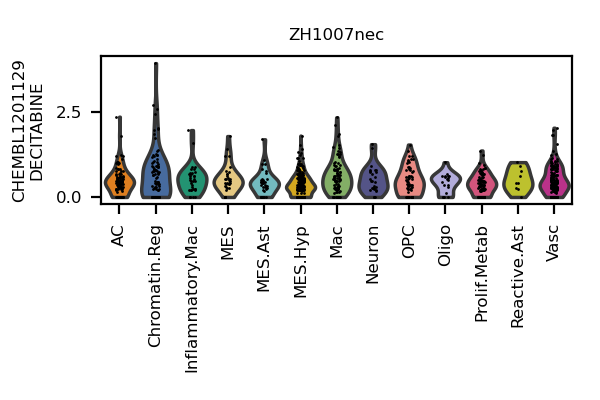 ZH1007nec
CHEMBL1201129
DECITABINE
2.5
0.0
AC
Chromatin.Reg
Inflammatory.Mac
MES
MES.Ast
MES.Hyp
Mac
Neuron
OPC
Oligo
Prolif.Metab
Reactive.Ast
Vasc